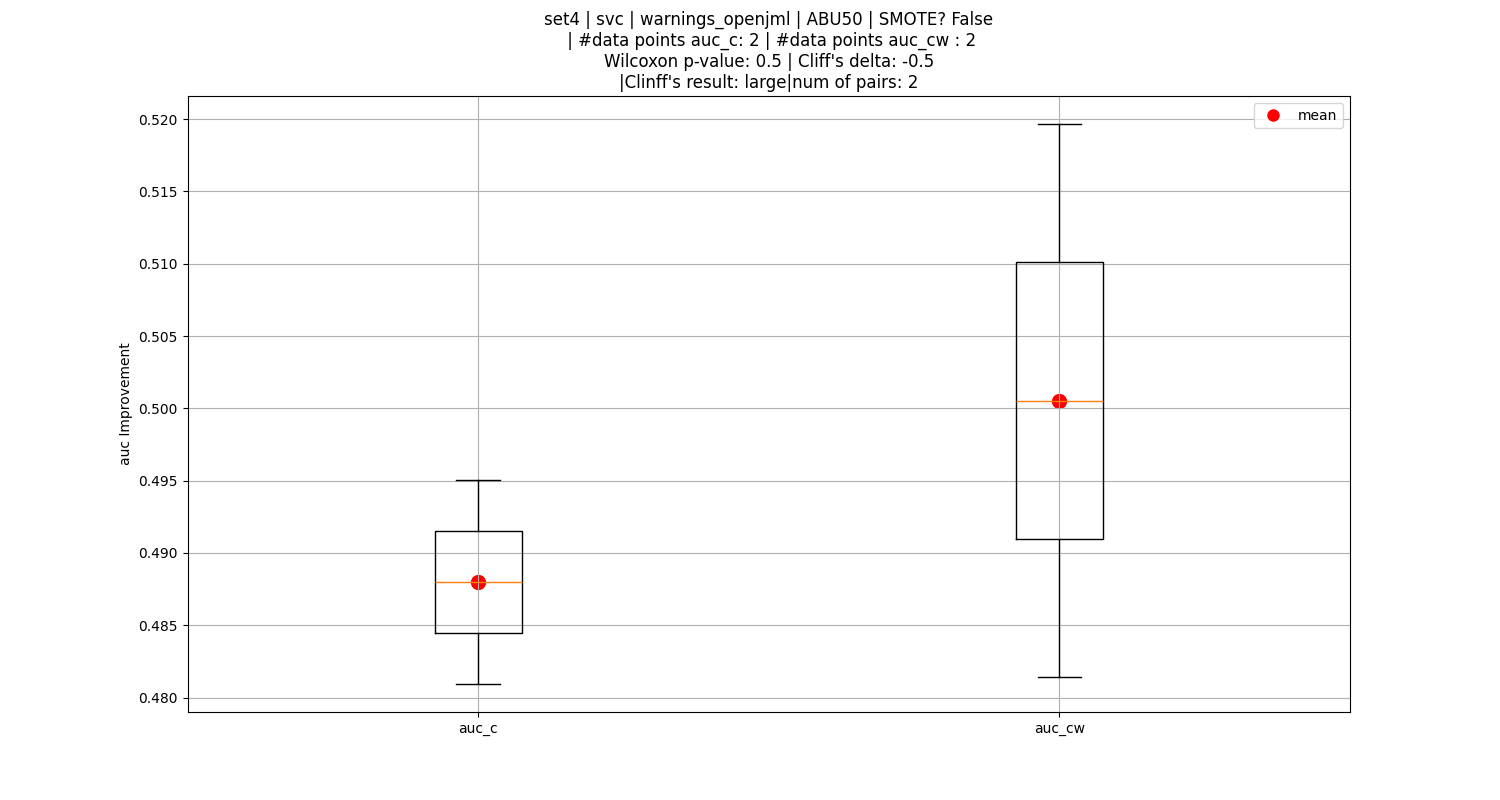 set4 | svc | warnings_openjml | ABU50 | SMOTE? False
| #data points auc_c: 2 | #data points auc_cw : 2
Wilcoxon p-value: 0.5 | Cliff's delta: -0.5
|Clinff's result: large|num of pairs: 2
mean
0.520
0.515
0.510
0.505
0.500
0.495
0.490
0.485
0.480
auc Improvement
auc_c
auc_cw